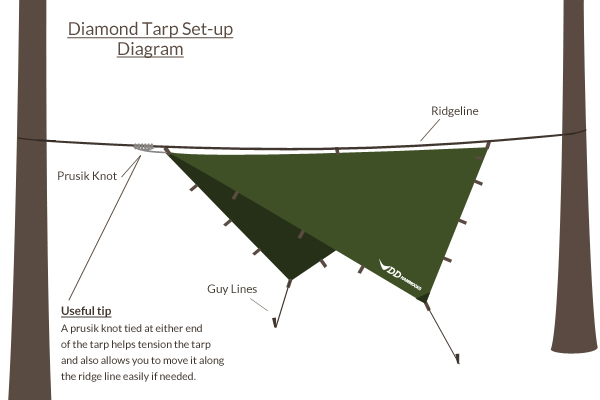 Diamond Tarp Set-up
Diagram
Ridgeline
Prusik Knot
DD HAMMOCKS
Guy Lines
Useful tip
A prusik knot tied at either end
of the tarp helps tension the tarp
and also allows you to move it along
the ridge line easily if needed.